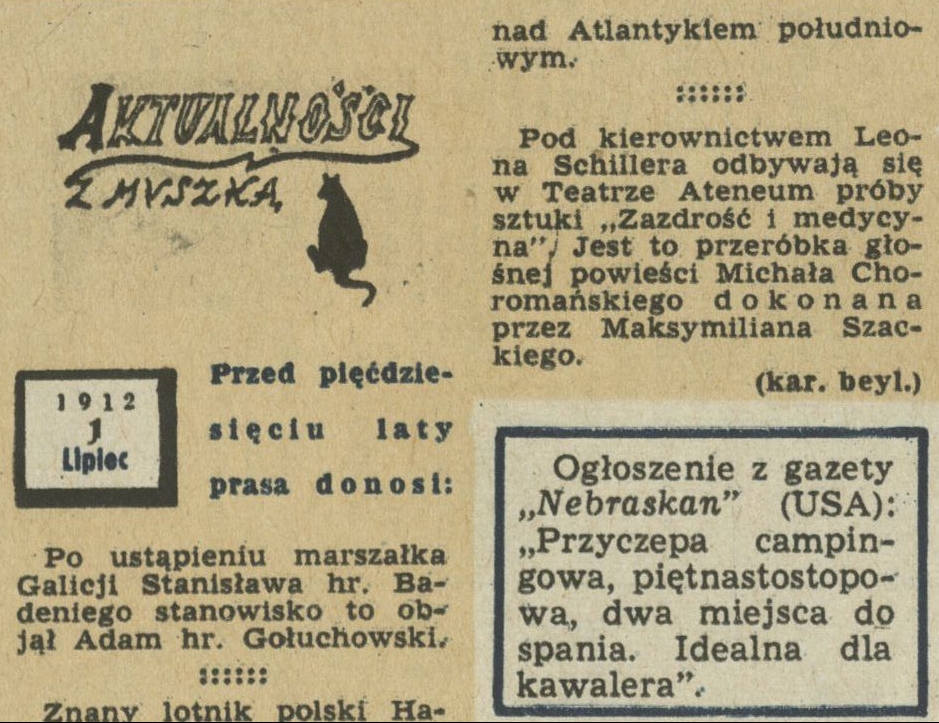 AKTUALNOŚCI
Z MYSZKĄ
1912
1
Lipiec
Przed pięćdzie-
sięciu laty
prasa donosi:
Po ustąpieniu marszałka
Galicji Stanisława hr. Ba-
deniego stanowisko to ob-
jął Adam hr. Gołuchowski.
Znany lotnik polski Ha-
nad Atlantykiem południo-
wym.
Pod kierownictwem Leo-
na Schillera odbywają się
w Teatrze Ateneum próby
sztuki „Zazdrość i medycy-
na”. Jest to przeróbka gło-
śnej powieści Michała Cho-
romańskiego dokonana
przez Maksymiliana Szac-
kiego.
(kar. beyl.)
Ogłoszenie z gazety
„Nebraskan” (USA):
„Przyczepa campin-
gowa, piętnastostopo-
wa, dwa miejsca do
spania. Idealna dla
kawalera”.